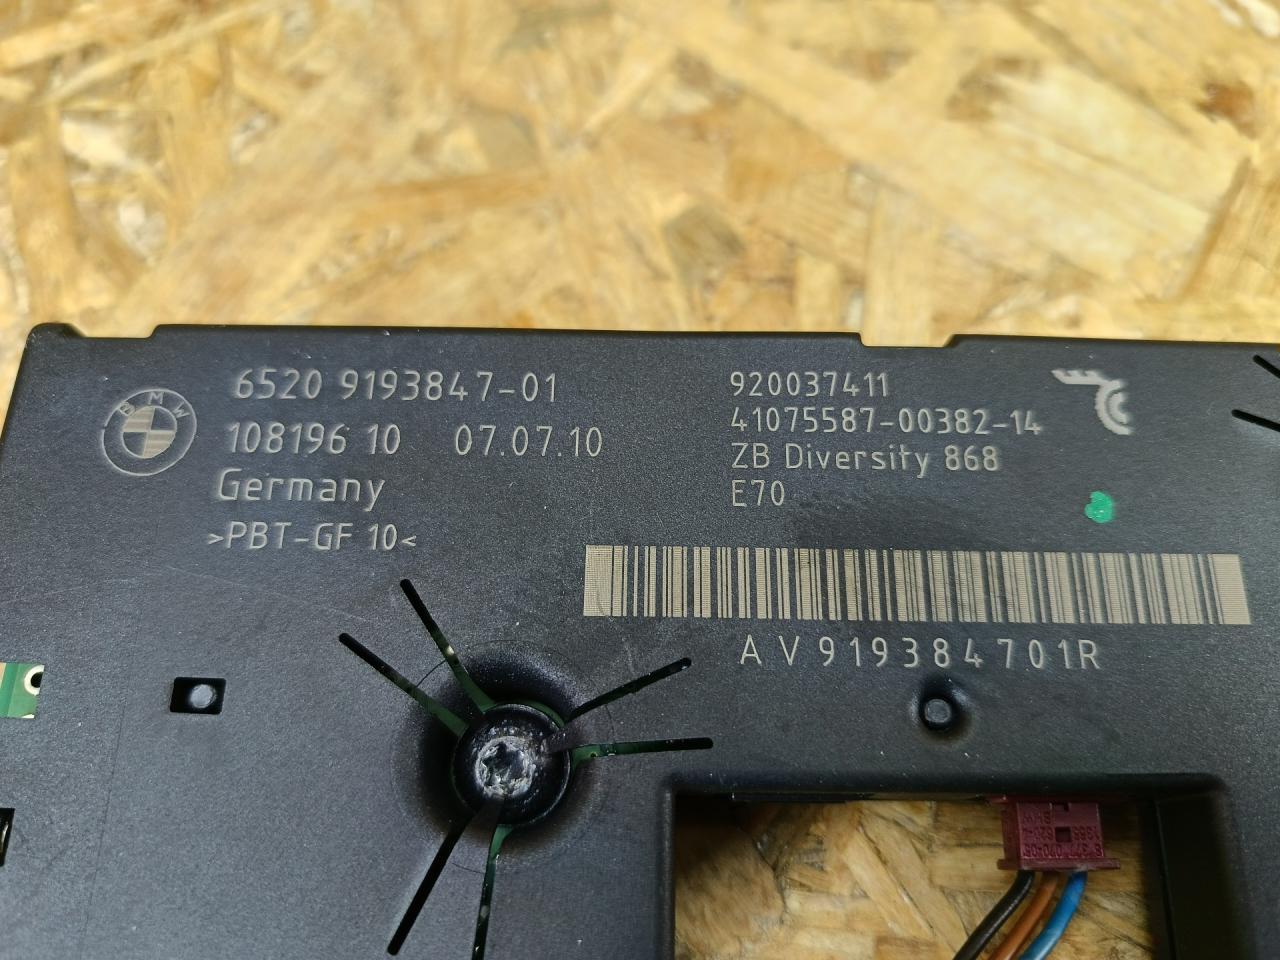 BMW
6520 9193847-01
108196 10 07.07.10
Germany
>PBT-GF 10<
920037411
41075587-00382-14
ZB Diversity 868
E70
AV919384701R